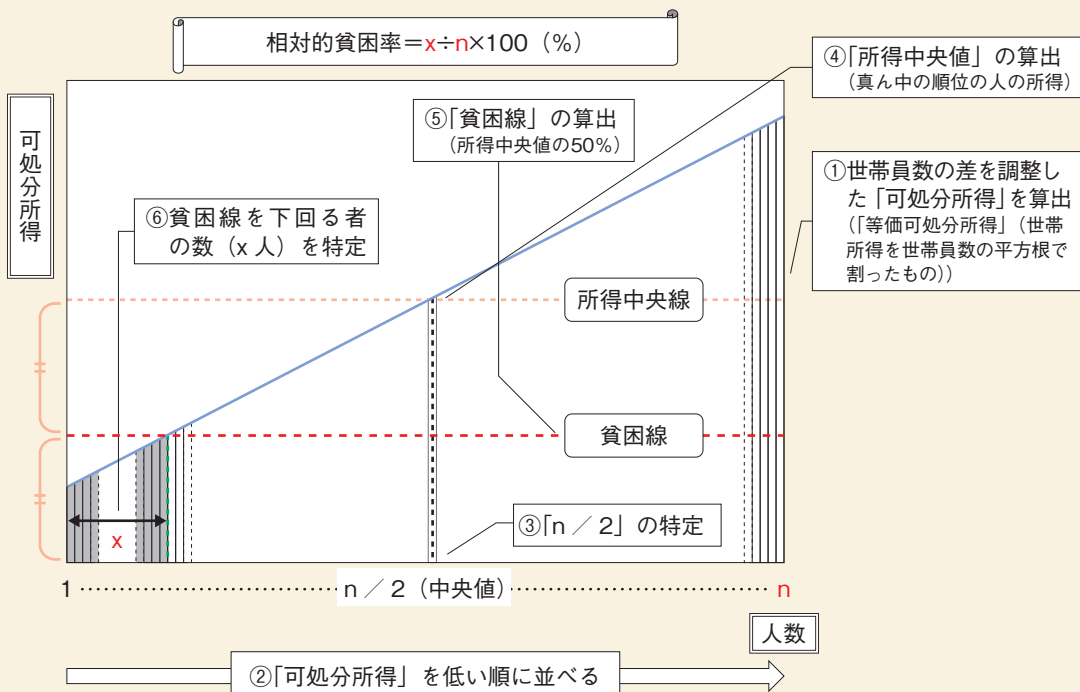 相対的貧困率＝x÷n×100（%）
④「所得中央値」の算出
（真ん中の順位の人の所得）
⑤「貧困線」の算出
（所得中央値の50%）
可処分所得
①世帯員数の差を調整し
た「可処分所得」を算出
（「等価可処分所得」（世帯
所得を世帯員数の平方根で
割ったもの））
⑥貧困線を下回る者
の数（x 人）を特定
所得中央線
貧困線
③「n ／ 2」の特定
x
1 ‥‥‥‥‥‥‥‥‥‥‥ n ／ 2（中央値）‥‥‥‥‥‥‥‥‥‥‥ n
人数
②「可処分所得」を低い順に並べる